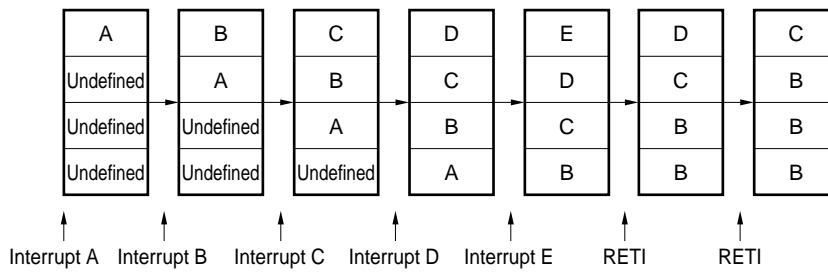 A B C D E D C
Undefined A B C D C B
Undefined Undefined A B C B B
Undefined Undefined Undefined A B B B
Interrupt A Interrupt B Interrupt C Interrupt D Interrupt E RETI RETI